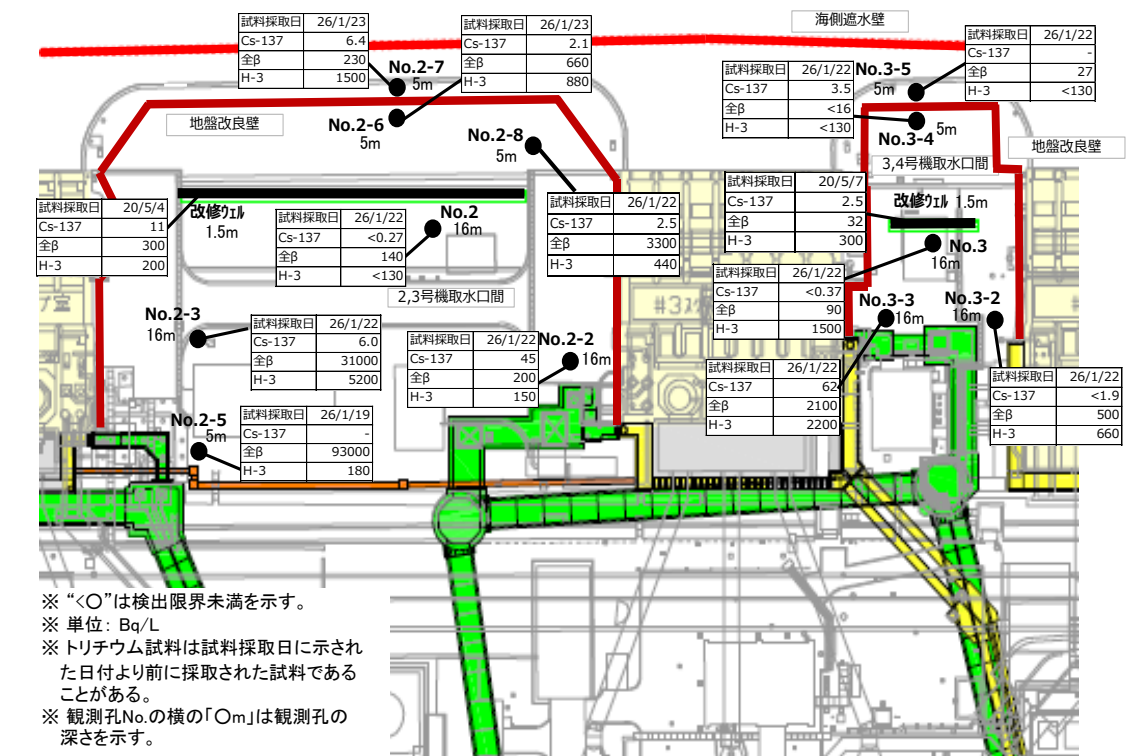 海側遮水壁
試料採取日 26/1/23
Cs-137 6.4
全β 230
H-3 1500
No.2-7
5m
試料採取日 26/1/23
Cs-137 2.1
全β 660
H-3 880
No.2-6
5m
地盤改良壁
No.2-8
5m
試料採取日 26/1/22
Cs-137 2.5
全β 3300
H-3 440
試料採取日 26/1/22
Cs-137 3.5
全β <16
H-3 <130
No.3-5
5m
試料採取日 26/1/22
Cs-137 -
全β 27
H-3 <130
No.3-4
5m
地盤改良壁
3,4号機取水口間
試料採取日 20/5/4
Cs-137 11
全β 300
H-3 200
改修ウェル
1.5m
試料採取日 26/1/22
Cs-137 <0.27
全β 140
H-3 <130
No.2
16m
2,3号機取水口間
試料採取日 20/5/7
Cs-137 2.5
全β 32
H-3 300
改修ウェル 1.5m
試料採取日 26/1/22
Cs-137 <0.37
全β 90
H-3 1500
No.3
16m
No.2-3
16m
試料採取日 26/1/22
Cs-137 6.0
全β 31000
H-3 5200
試料採取日 26/1/22
Cs-137 45
全β 200
H-3 150
No.2-2
16m
#3
No.3-3
16m
試料採取日 26/1/22
Cs-137 62
全β 2100
H-3 2200
No.3-2
16m
試料採取日 26/1/22
Cs-137 <1.9
全β 500
H-3 660
No.2-5
5m
試料採取日 26/1/19
Cs-137 -
全β 93000
H-3 180
室
※ “<○”は検出限界未満を示す。
※ 単位: Bq/L
※ トリチウム試料は試料採取日に示され
た日付より前に採取された試料である
ことがある。
※ 観測孔No.の横の「○m」は観測孔の
深さを示す。